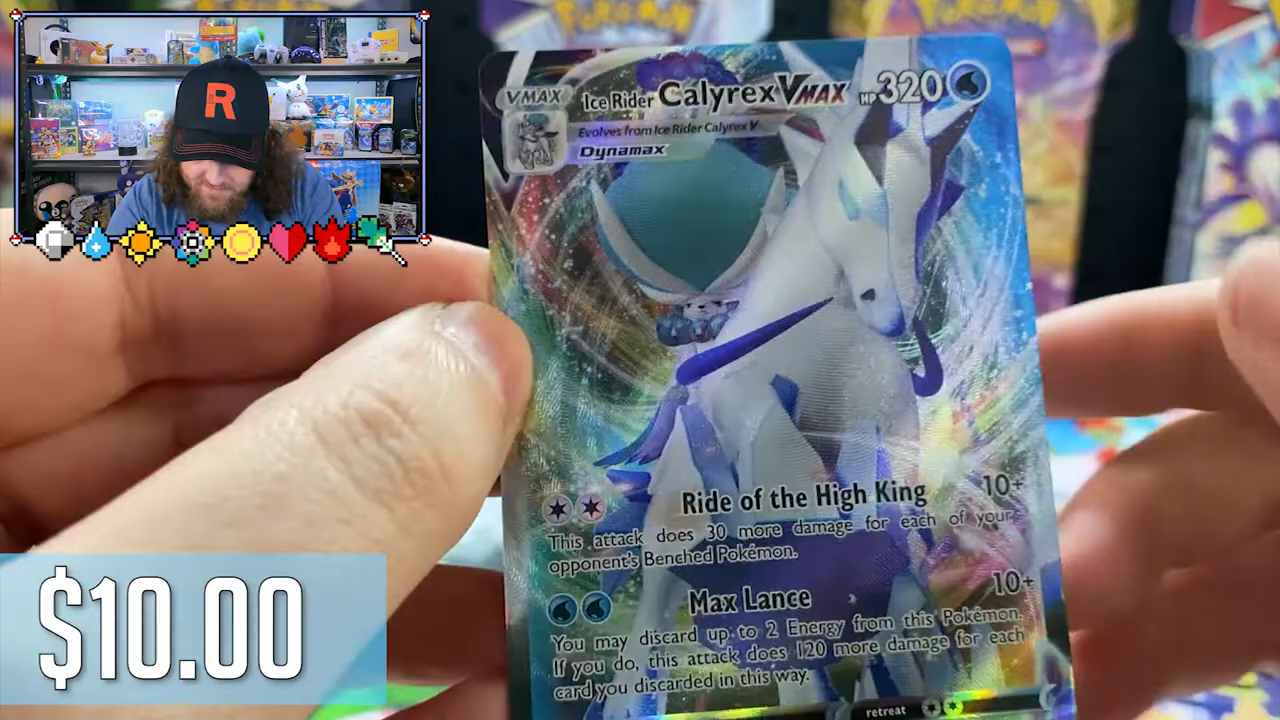 Pokémon
Pokémon
R
VMAX
Ice Rider Calyrex VMAX HP 320
Evolves from Ice Rider Calyrex V
Dynamax
Ride of the High King 10+
This attack does 30 more damage for each of your
opponent's Benched Pokémon.
Max Lance 10+
You may discard up to 2 Energy from this Pokémon.
If you do, this attack does 120 more damage for each
card you discarded in this way.
retreat
$10.00